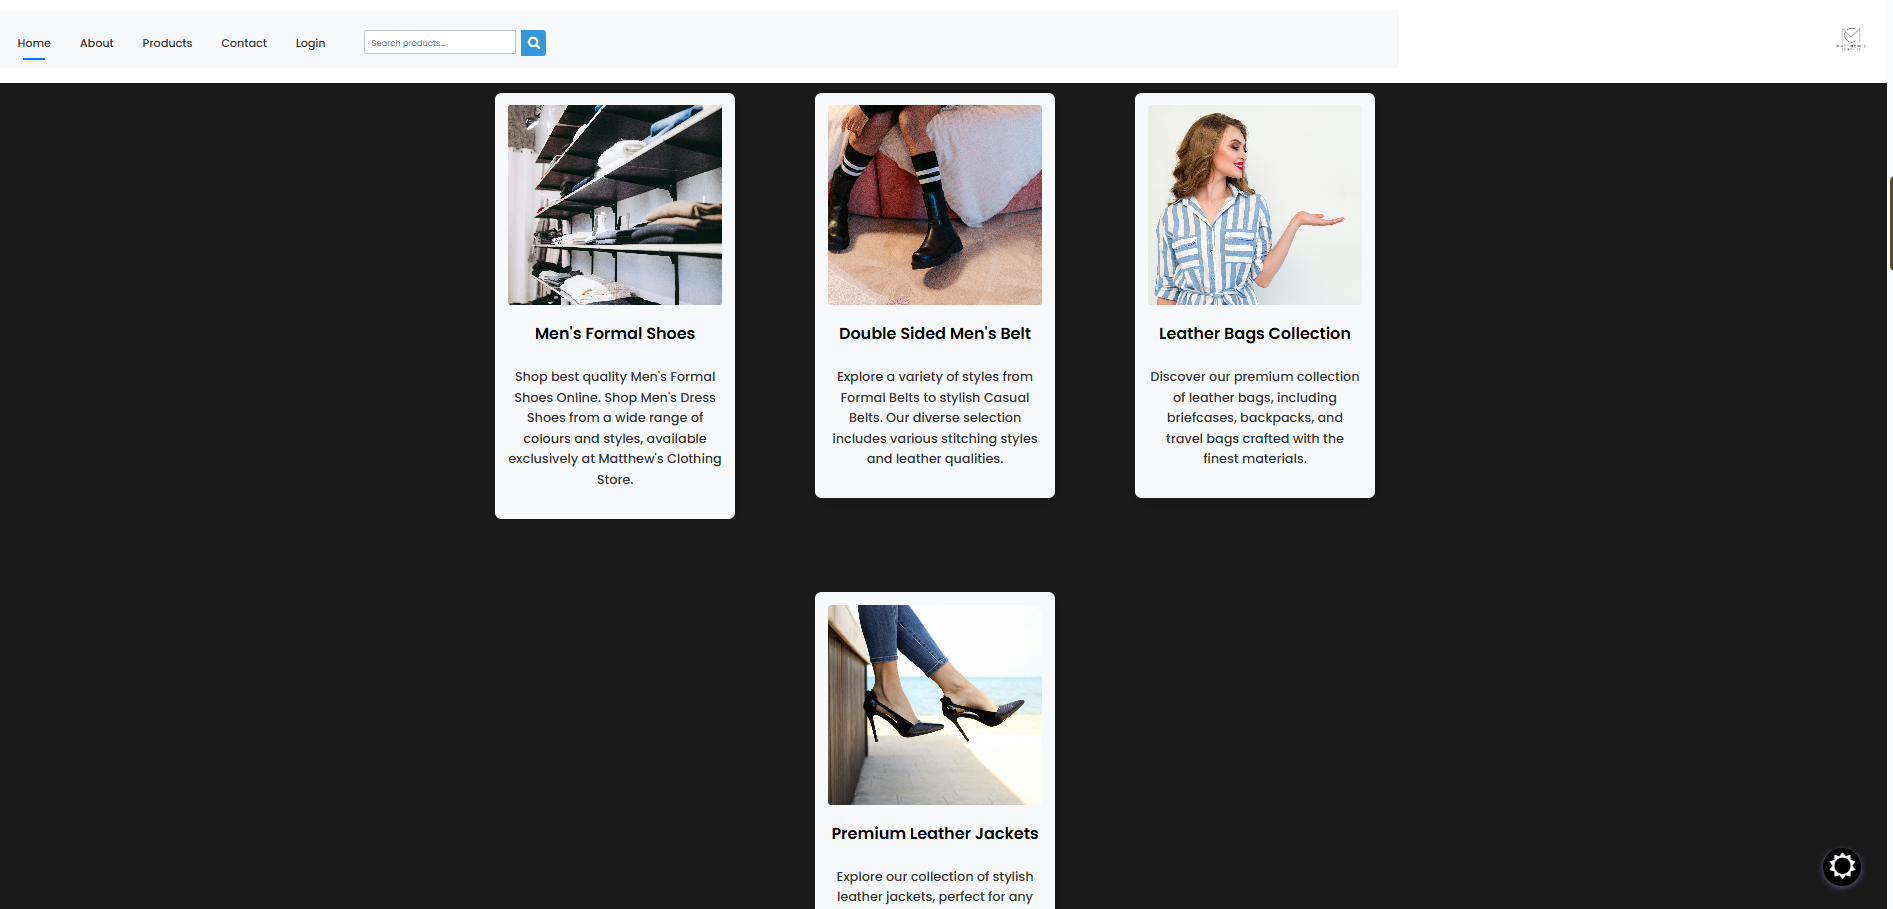 Home About Products Contact Login Search products...
Men's Formal Shoes
Shop best quality Men's Formal
Shoes Online. Shop Men's Dress
Shoes from a wide range of
colours and styles, available
exclusively at Matthew's Clothing
Store.
Double Sided Men's Belt
Explore a variety of styles from
Formal Belts to stylish Casual
Belts. Our diverse selection
includes various stitching styles
and leather qualities.
Leather Bags Collection
Discover our premium collection
of leather bags, including
briefcases, backpacks, and
travel bags crafted with the
finest materials.
Premium Leather Jackets
Explore our collection of stylish
leather jackets, perfect for any